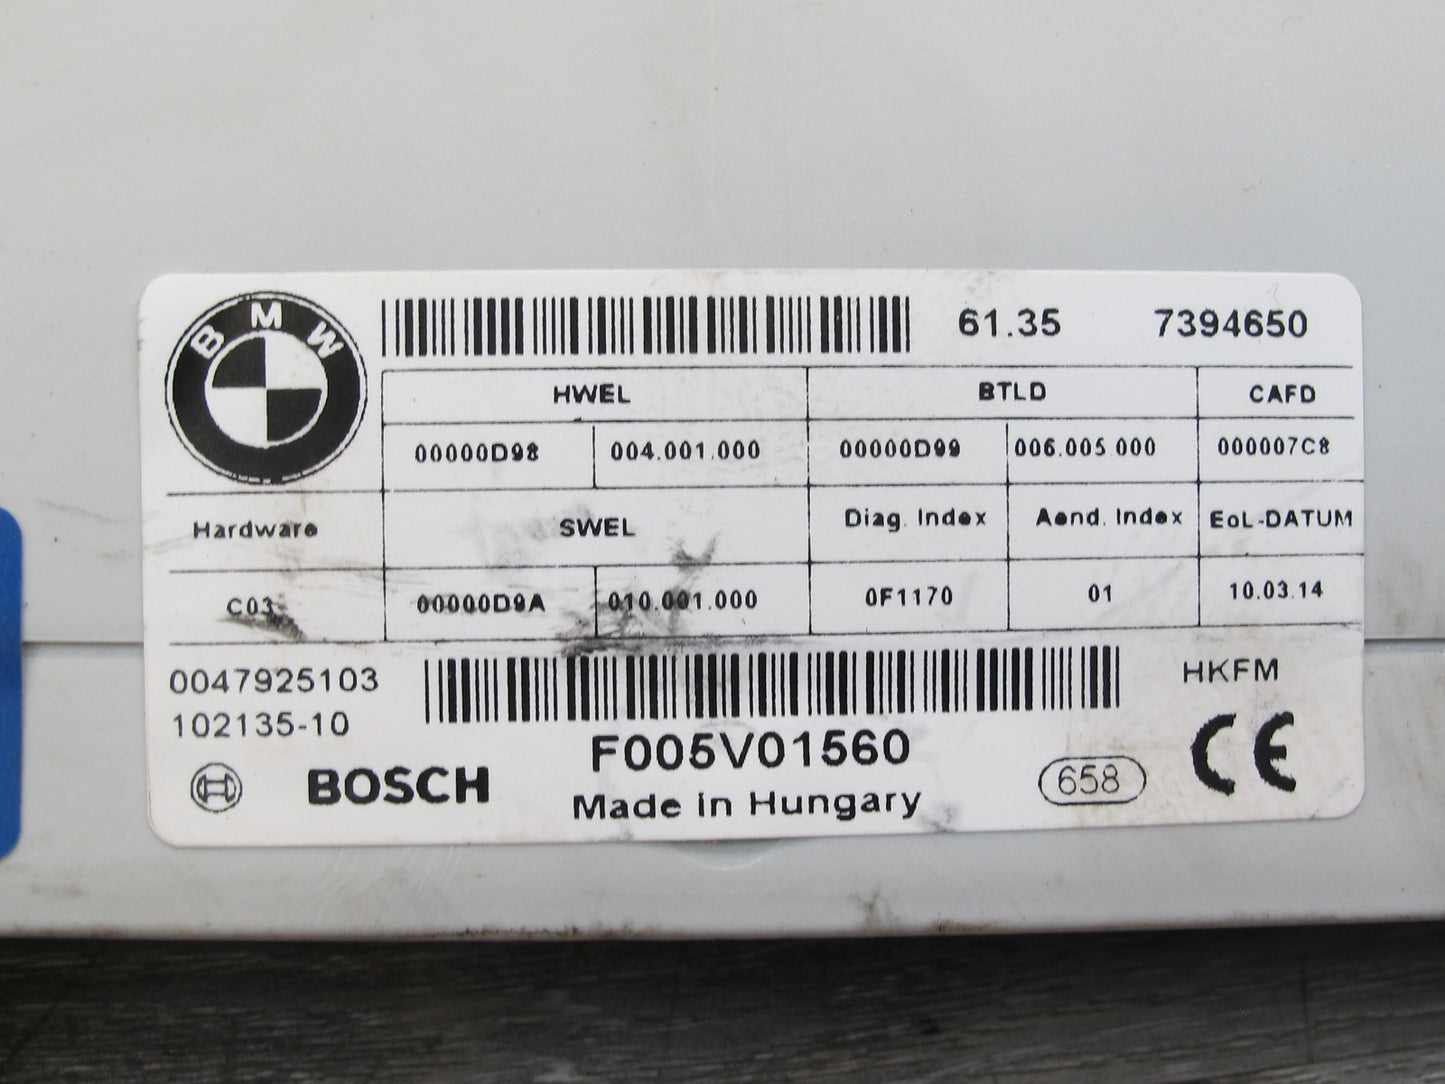 BMW
61.35 7394650
HWEL BTLD CAFD
00000D98 004.001.000 00000D99 006.005.000 000007C8
Hardware SWEL Diag. Index Aend. Index EoL-DATUM
C03 00000D9A 010.001.000 0F1170 01 10.03.14
0047925103 HKFM
102135-10
F005V01560
BOSCH Made in Hungary 658 CE